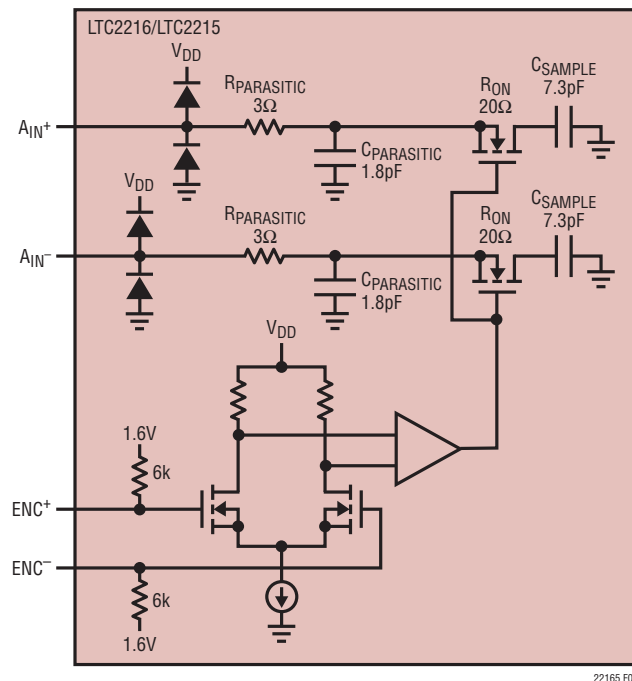 LTC2216/LTC2215
VDD
RPARASITIC
3Ω
RON
20Ω
CSAMPLE
7.3pF
AIN+
CPARASITIC
1.8pF
VDD
RPARASITIC
3Ω
RON
20Ω
CSAMPLE
7.3pF
AIN−
CPARASITIC
1.8pF
VDD
1.6V
6k
ENC+
ENC−
6k
1.6V
22165 F0